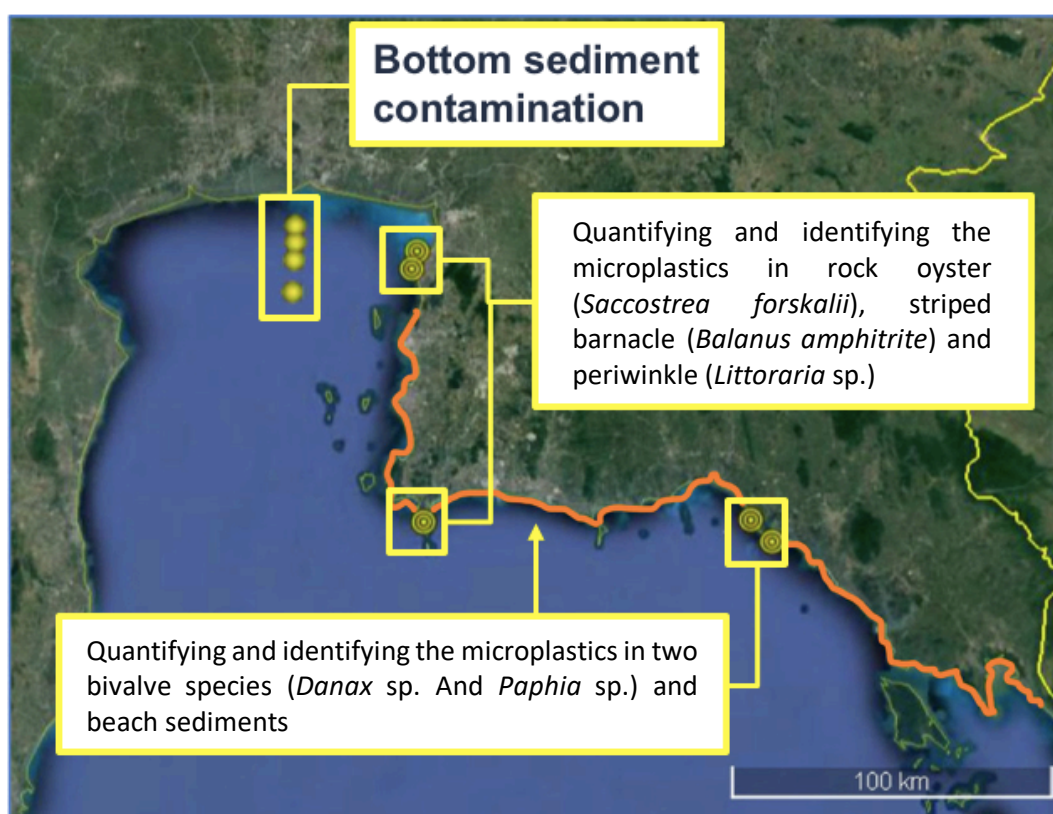 Bottom sediment
contamination
Quantifying and identifying the
microplastics in rock oyster
(Saccostrea forskalii), striped
barnacle (Balanus amphitrite) and
periwinkle (Littoraria sp.)
Quantifying and identifying the microplastics in two
bivalve species (Danax sp. And Paphia sp.) and
beach sediments
100 km